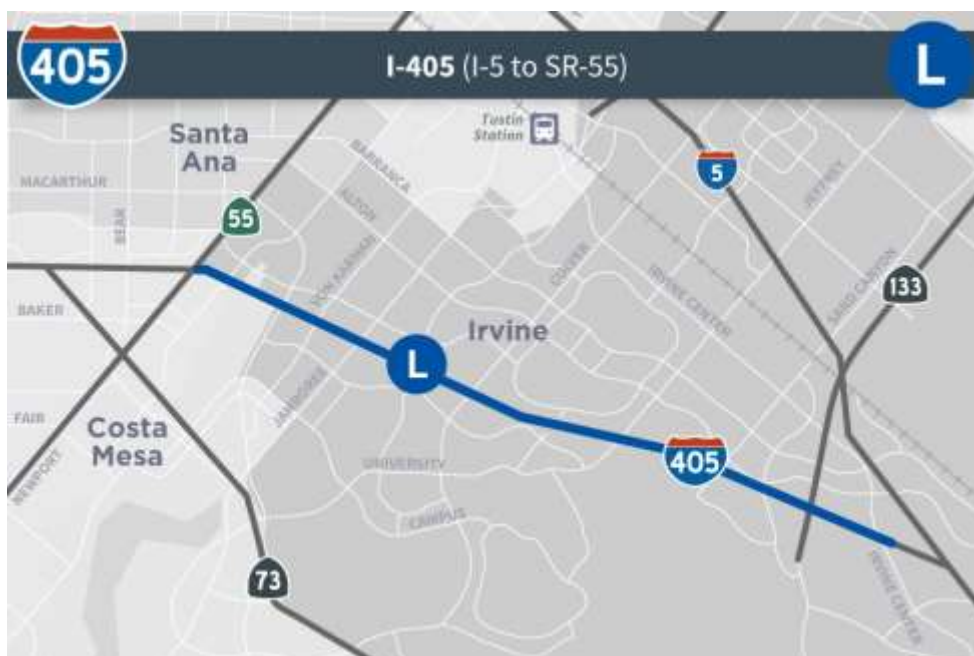 405
I-405 (I-5 to SR-55)
L
Tustin
Station
Santa
Ana
BARRANCA
5
JEFFREY
MACARTHUR
ALTON
BEAR
55
VON KARMAN
CULVER
IRVINE CENTER
SAND CANYON
133
BAKER
Irvine
L
JAMBOREE
FAIR
Costa
Mesa
405
UNIVERSITY
NEWPORT
CAMPUS
73
IRVINE CENTER